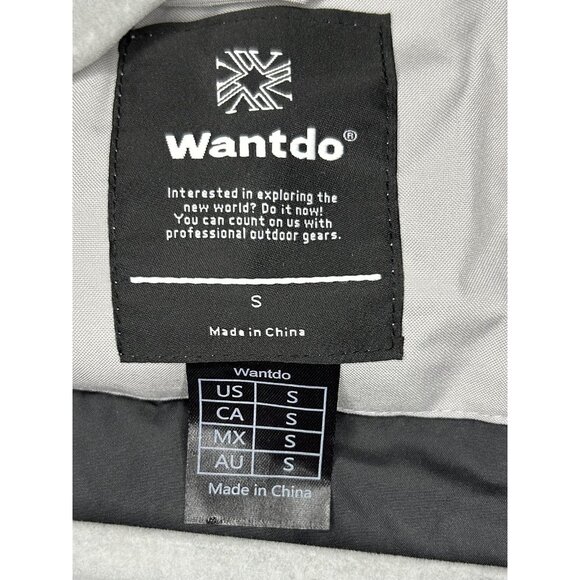 Wantdo®
Interested in exploring the
new world? Do it now!
You can count on us with
professional outdoor gears.
S
Made in China
Wantdo
US S
CA S
MX S
AU S
Made in China